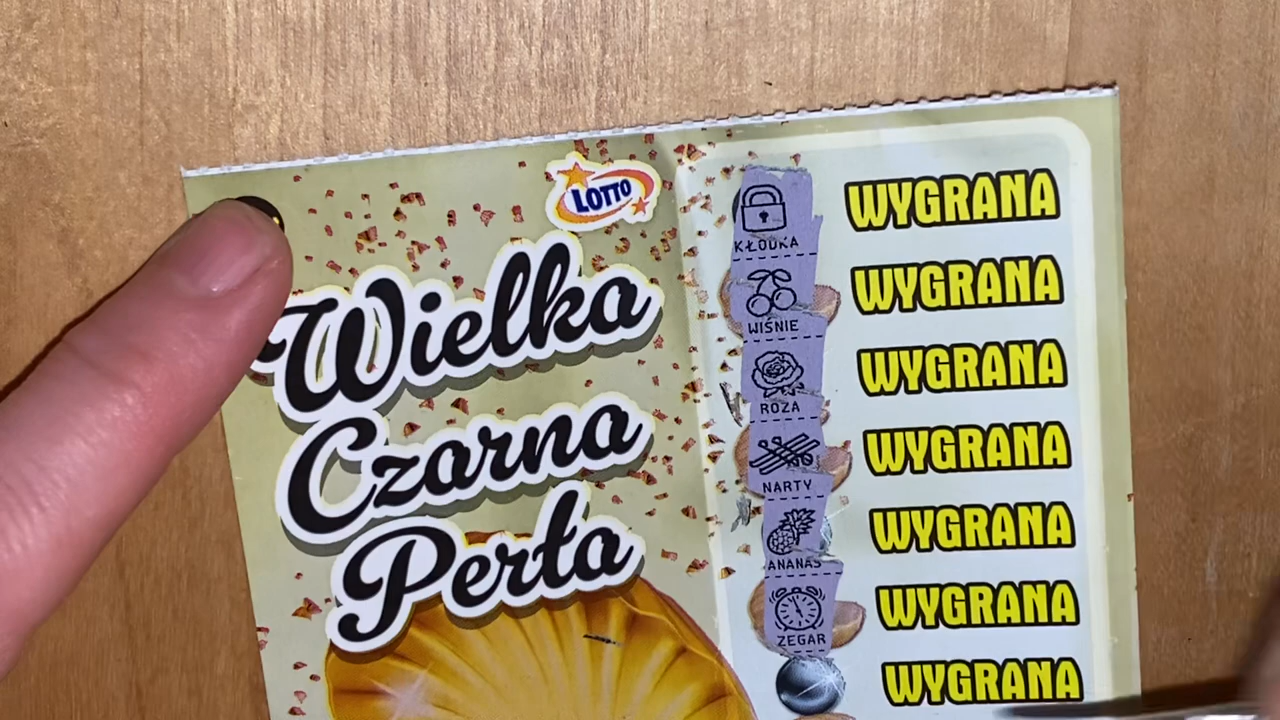 LOTTO
Wielka
Czarna
Perła
KŁÓDKA
WYGRANA
WIŚNIE
WYGRANA
RÓŻA
WYGRANA
NARTY
WYGRANA
ANANAS
WYGRANA
ZEGAR
WYGRANA
WYGRANA